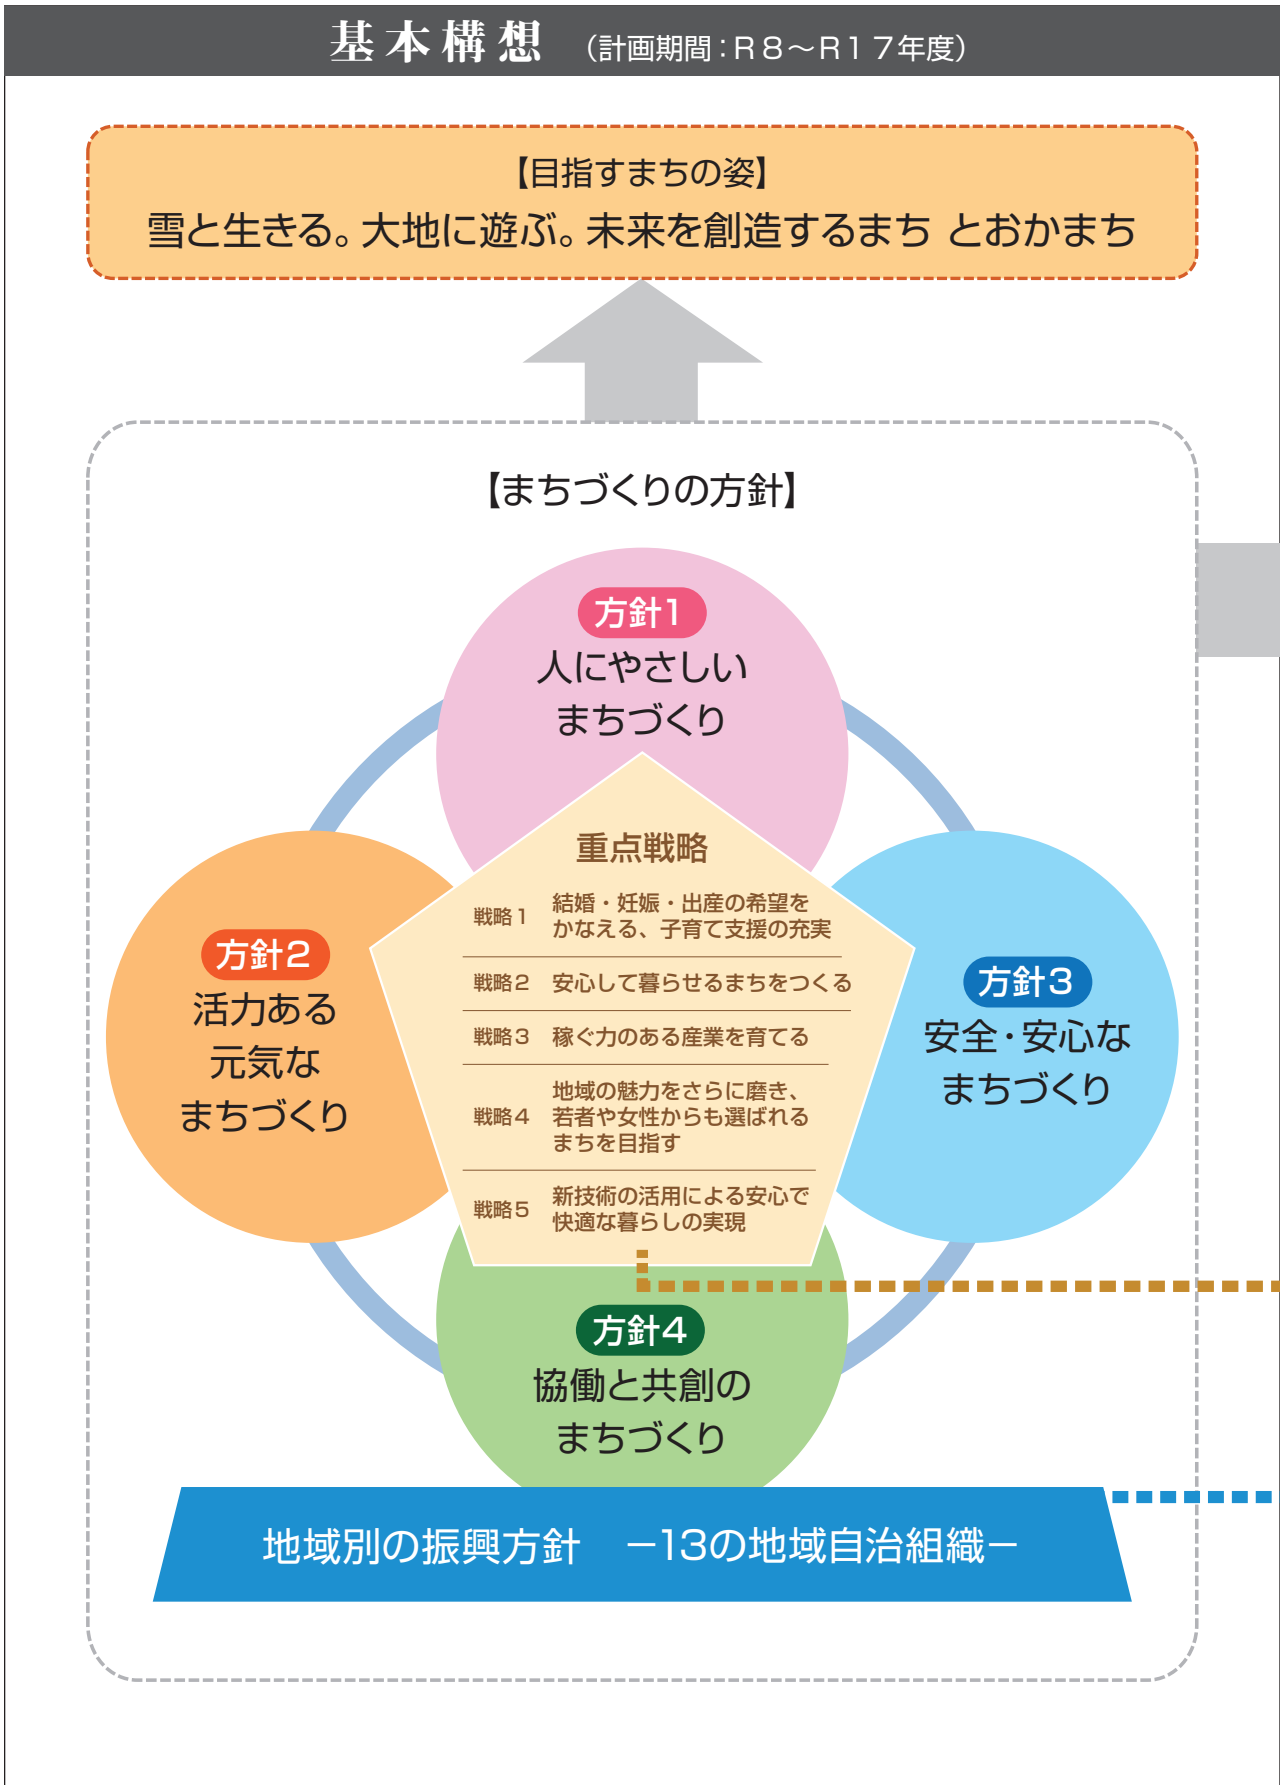 基本構想 （計画期間：R８～R１７年度）
【目指すまちの姿】
雪と生きる。大地に遊ぶ。未来を創造するまち とおかまち
【まちづくりの方針】
方針1
人にやさしい
まちづくり
重点戦略
戦略１ 結婚・妊娠・出産の希望を
かなえる、子育て支援の充実
戦略２ 安心して暮らせるまちをつくる
戦略３ 稼ぐ力のある産業を育てる
戦略４ 地域の魅力をさらに磨き、
若者や女性からも選ばれる
まちを目指す
戦略５ 新技術の活用による安心で
快適な暮らしの実現
方針2
活力ある
元気な
まちづくり
方針3
安全・安心な
まちづくり
方針4
協働と共創の
まちづくり
地域別の振興方針　－13の地域自治組織－